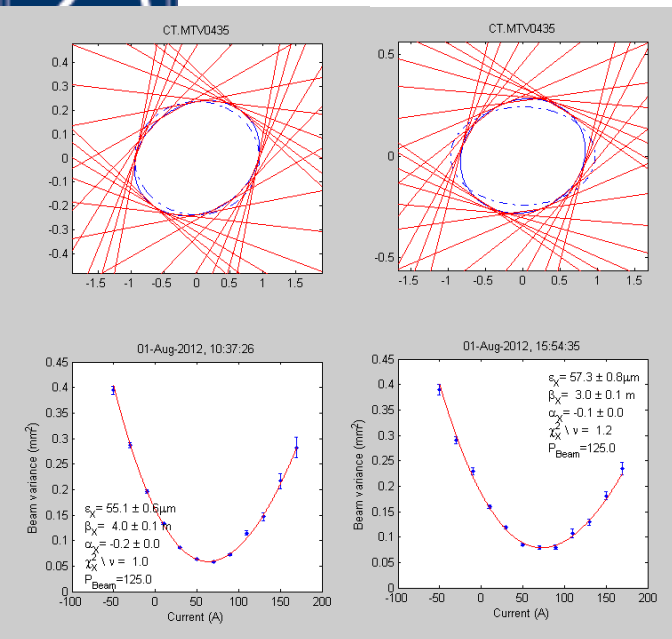 CT.MTV0435
0.4
0.3
0.2
0.1
0
-0.1
-0.2
-0.3
-0.4
-1.5 -1 -0.5 0 0.5 1 1.5
CT.MTV0435
0.5
0
-0.5
-1.5 -1 -0.5 0 0.5 1 1.5
01-Aug-2012, 10:37:26
0.45
0.4
0.35
0.3
0.25
0.2
0.15
0.1
0.05
0
Beam variance (mm²)
εX= 55.1 ± 0.6μm
βX= 4.0 ± 0.1 m
αX= -0.2 ± 0.0
χ²X \ ν = 1.0
PBeam=125.0
-100 -50 0 50 100 150 200
Current (A)
01-Aug-2012, 15:54:35
0.45
0.4
0.35
0.3
0.25
0.2
0.15
0.1
0.05
0
Beam variance (mm²)
εX= 57.3 ± 0.8μm
βX= 3.0 ± 0.1 m
αX= -0.1 ± 0.0
χ²X \ ν = 1.2
PBeam=125.0
-100 -50 0 50 100 150 200
Current (A)